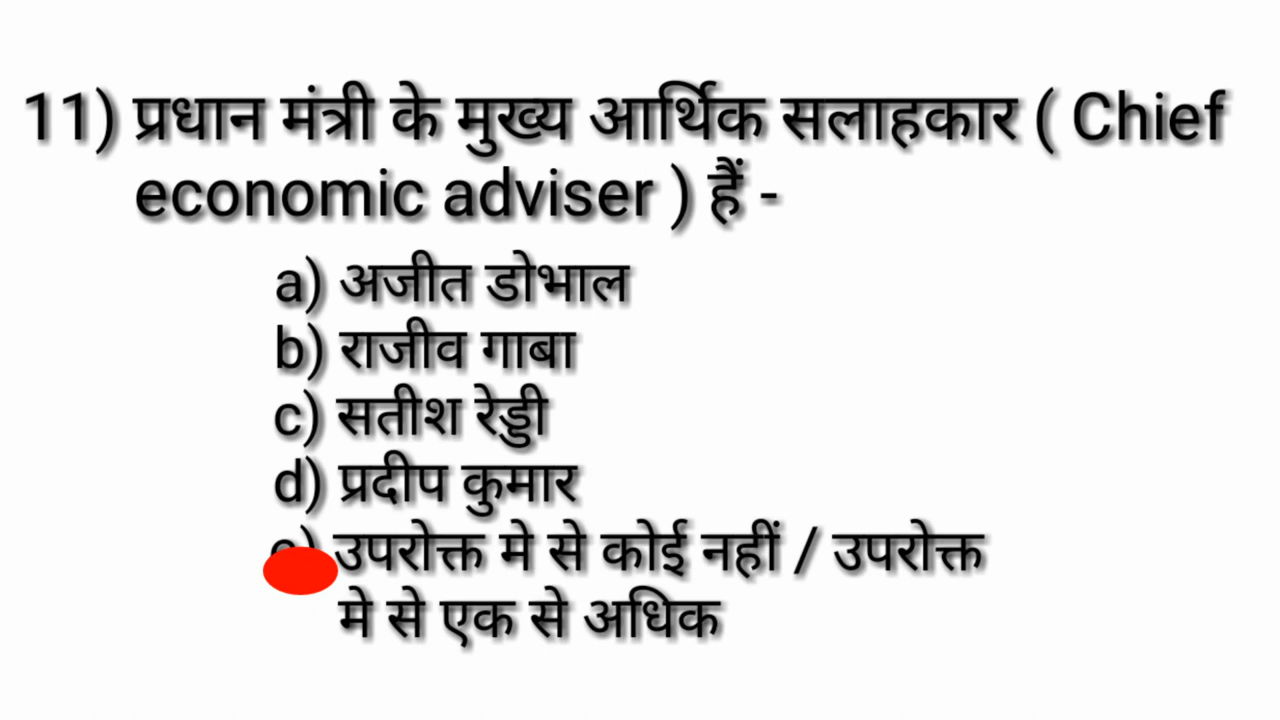 11) प्रधान मंत्री के मुख्य आर्थिक सलाहकार ( Chief
economic adviser ) हैं -
a) अजीत डोभाल
b) राजीव गाबा
c) सतीश रेड्डी
d) प्रदीप कुमार
e) उपरोक्त मे से कोई नहीं / उपरोक्त
मे से एक से अधिक